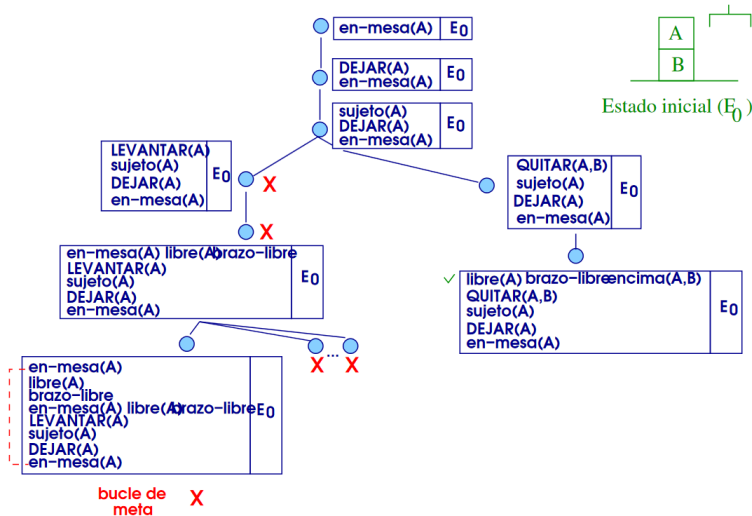 en-mesa(A) E0
DEJAR(A)
en-mesa(A) E0
sujeto(A)
DEJAR(A)
en-mesa(A) E0
A
B
Estado inicial (E0)
LEVANTAR(A)
sujeto(A)
DEJAR(A)
en-mesa(A) E0
X
X
QUITAR(A,B)
sujeto(A)
DEJAR(A)
en-mesa(A) E0
en-mesa(A) libre(A) brazo-libre
LEVANTAR(A)
sujeto(A)
DEJAR(A)
en-mesa(A) E0
✓ libre(A) brazo-libre encima(A,B)
QUITAR(A,B)
sujeto(A)
DEJAR(A)
en-mesa(A) E0
...
X X
en-mesa(A)
libre(A)
brazo-libre
en-mesa(A) libre(A) brazo-libre E0
LEVANTAR(A)
sujeto(A)
DEJAR(A)
en-mesa(A)
bucle de X
meta